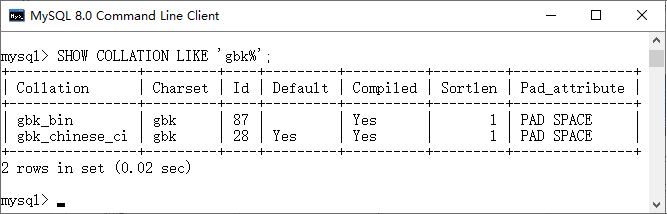 MySQL 8.0 Command Line Client
mysql> SHOW COLLATION LIKE 'gbk%';
+----------------+---------+----+---------+----------+---------+---------------+
| Collation      | Charset | Id | Default | Compiled | Sortlen | Pad_attribute |
+----------------+---------+----+---------+----------+---------+---------------+
| gbk_bin        | gbk     | 87 |         | Yes      |       1 | PAD SPACE     |
| gbk_chinese_ci | gbk     | 28 | Yes     | Yes      |       1 | PAD SPACE     |
+----------------+---------+----+---------+----------+---------+---------------+
2 rows in set (0.02 sec)
mysql>